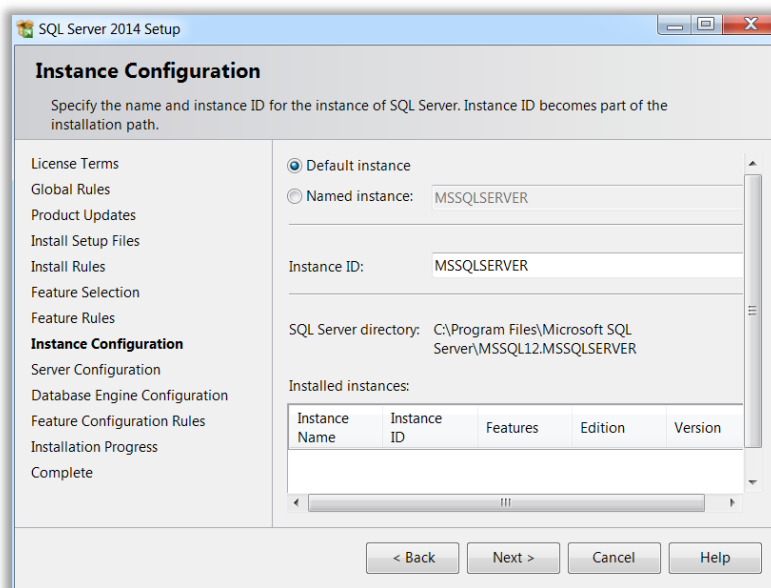 SQL Server 2014 Setup
Instance Configuration
Specify the name and instance ID for the instance of SQL Server. Instance ID becomes part of the
installation path.
License Terms
Global Rules
Product Updates
Install Setup Files
Install Rules
Feature Selection
Feature Rules
Instance Configuration
Server Configuration
Database Engine Configuration
Feature Configuration Rules
Installation Progress
Complete
Default instance
Named instance: MSSQLSERVER
Instance ID: MSSQLSERVER
SQL Server directory: C:\Program Files\Microsoft SQL
Server\MSSQL12.MSSQLSERVER
Installed instances:
Instance Name Instance ID Features Edition Version
< Back Next > Cancel Help